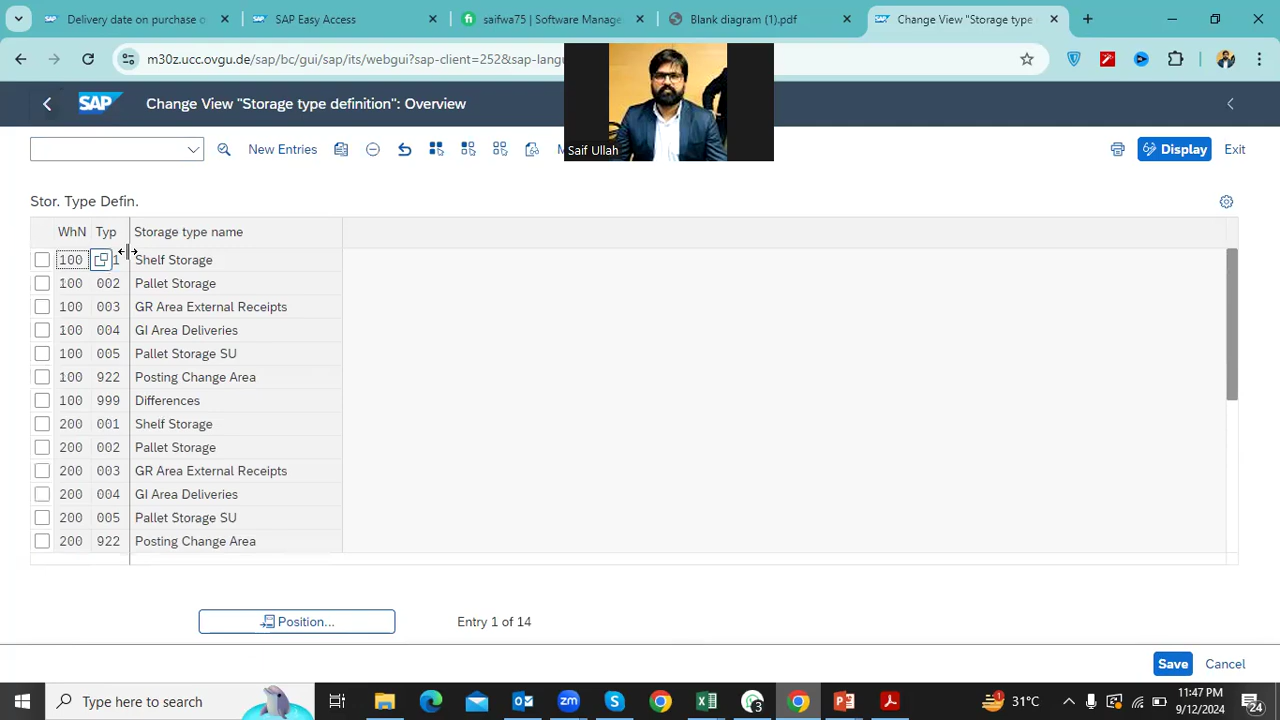 Delivery date on purchase o
SAP Easy Access
saifwa75 | Software Manage
Blank diagram (1).pdf
Change View "Storage type
m30z.ucc.ovgu.de/sap/bc/gui/sap/its/webgui?sap-client=252&sap-lang
SAP Change View "Storage type definition": Overview
New Entries
Saif Ullah
Display Exit
Stor. Type Defin.
WhN Typ Storage type name
100 1 Shelf Storage
100 002 Pallet Storage
100 003 GR Area External Receipts
100 004 GI Area Deliveries
100 005 Pallet Storage SU
100 922 Posting Change Area
100 999 Differences
200 001 Shelf Storage
200 002 Pallet Storage
200 003 GR Area External Receipts
200 004 GI Area Deliveries
200 005 Pallet Storage SU
200 922 Posting Change Area
Position... Entry 1 of 14
Save Cancel
Type here to search
31°C
11:47 PM
9/12/2024
24